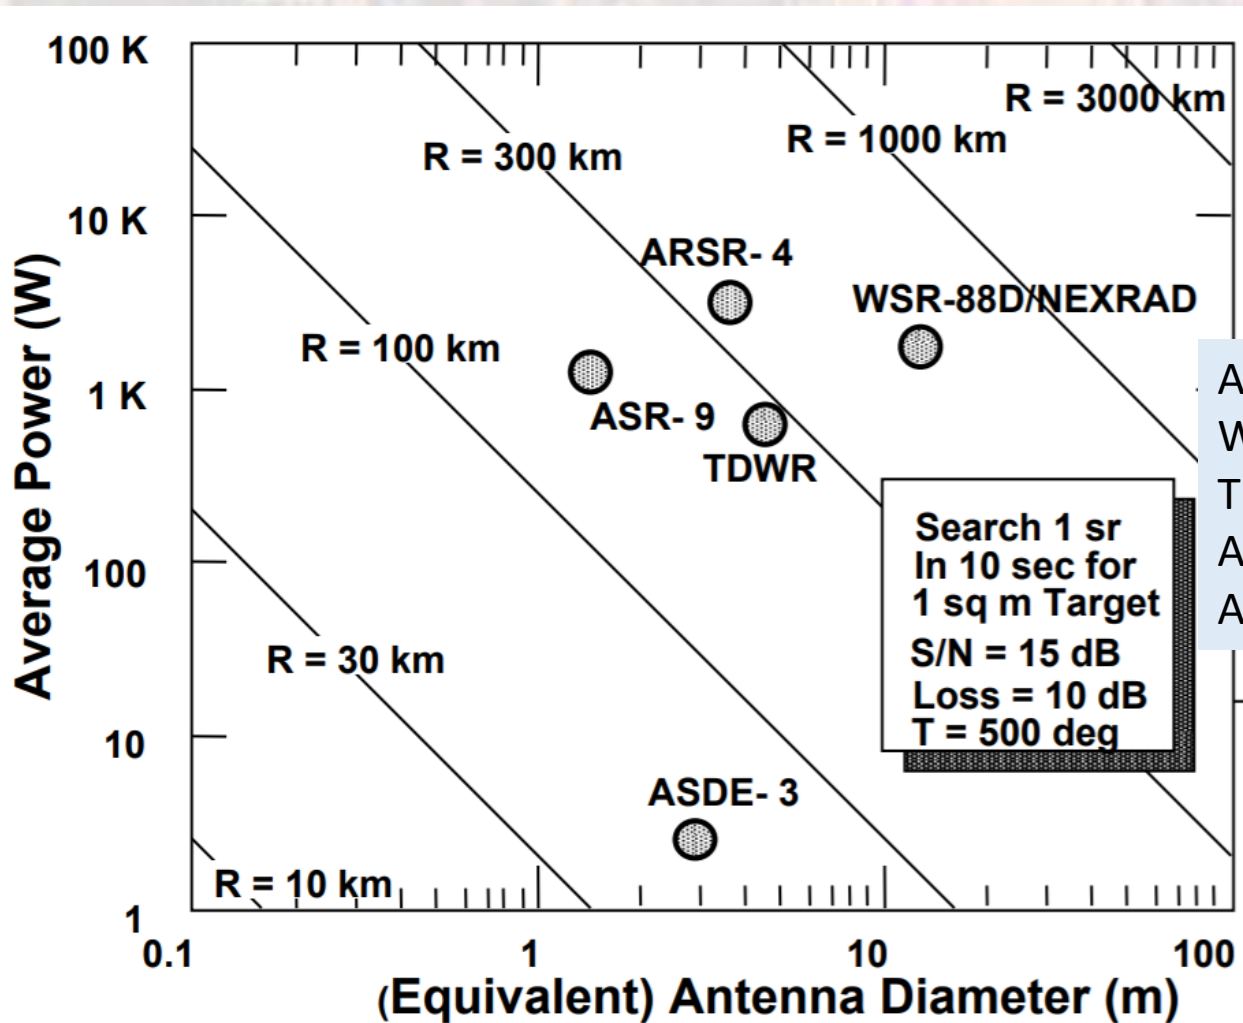 100 K
10 K
1 K
100
10
1
Average Power (W)
R = 3000 km
R = 1000 km
R = 300 km
ARSR- 4
WSR-88D/NEXRAD
R = 100 km
ASR- 9
TDWR
R = 30 km
ASDE- 3
R = 10 km
Search 1 sr
In 10 sec for
1 sq m Target
S/N = 15 dB
Loss = 10 dB
T = 500 deg
A
W
T
A
A
0.1
1
10
100
(Equivalent) Antenna Diameter (m)